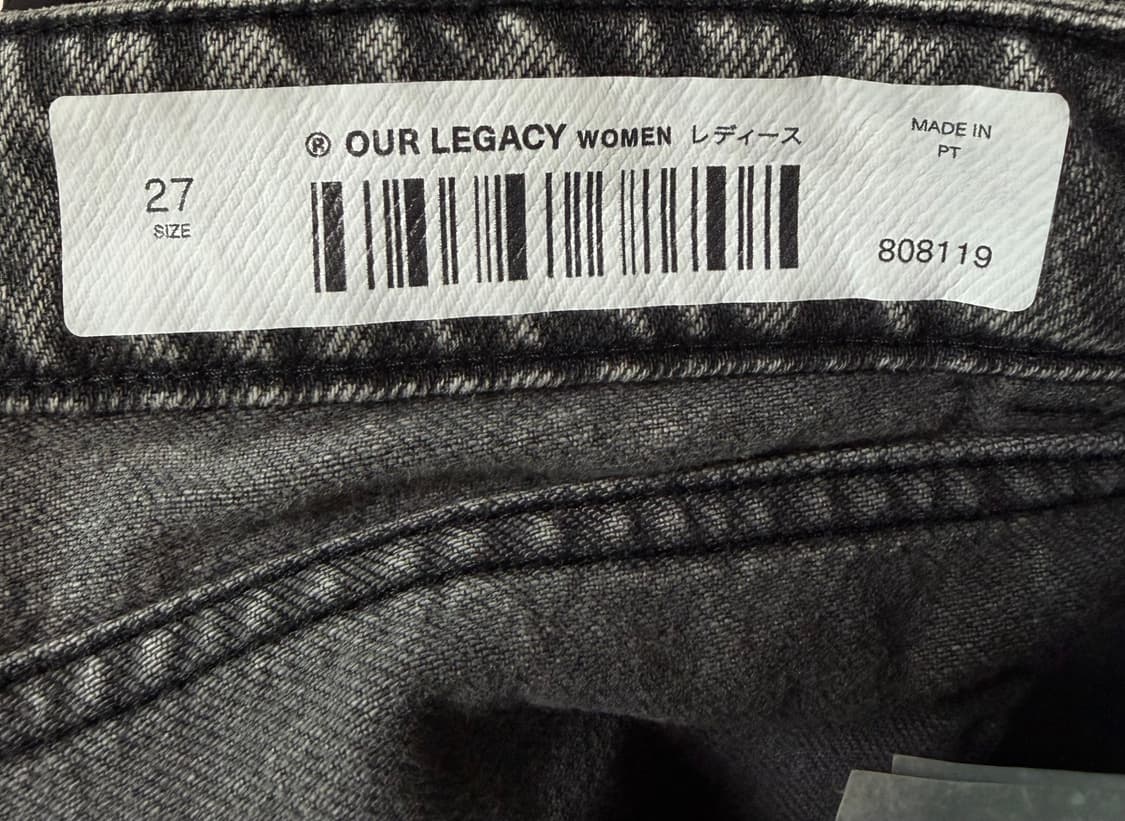 ® OUR LEGACY WOMEN レディース
27
SIZE
MADE IN
PT
808119